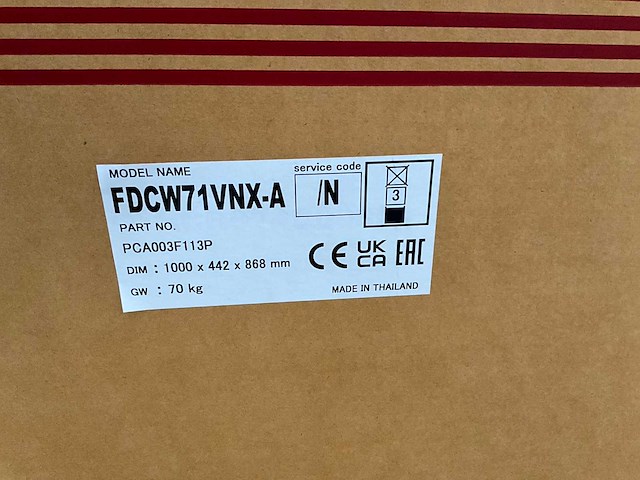 MODEL NAME
FDCW71VNX-A
service code
/N
3
PART NO.
PCA003F113P
DIM : 1000 x 442 x 868 mm
GW : 70 kg
CE UK CA EAC
MADE IN THAILAND